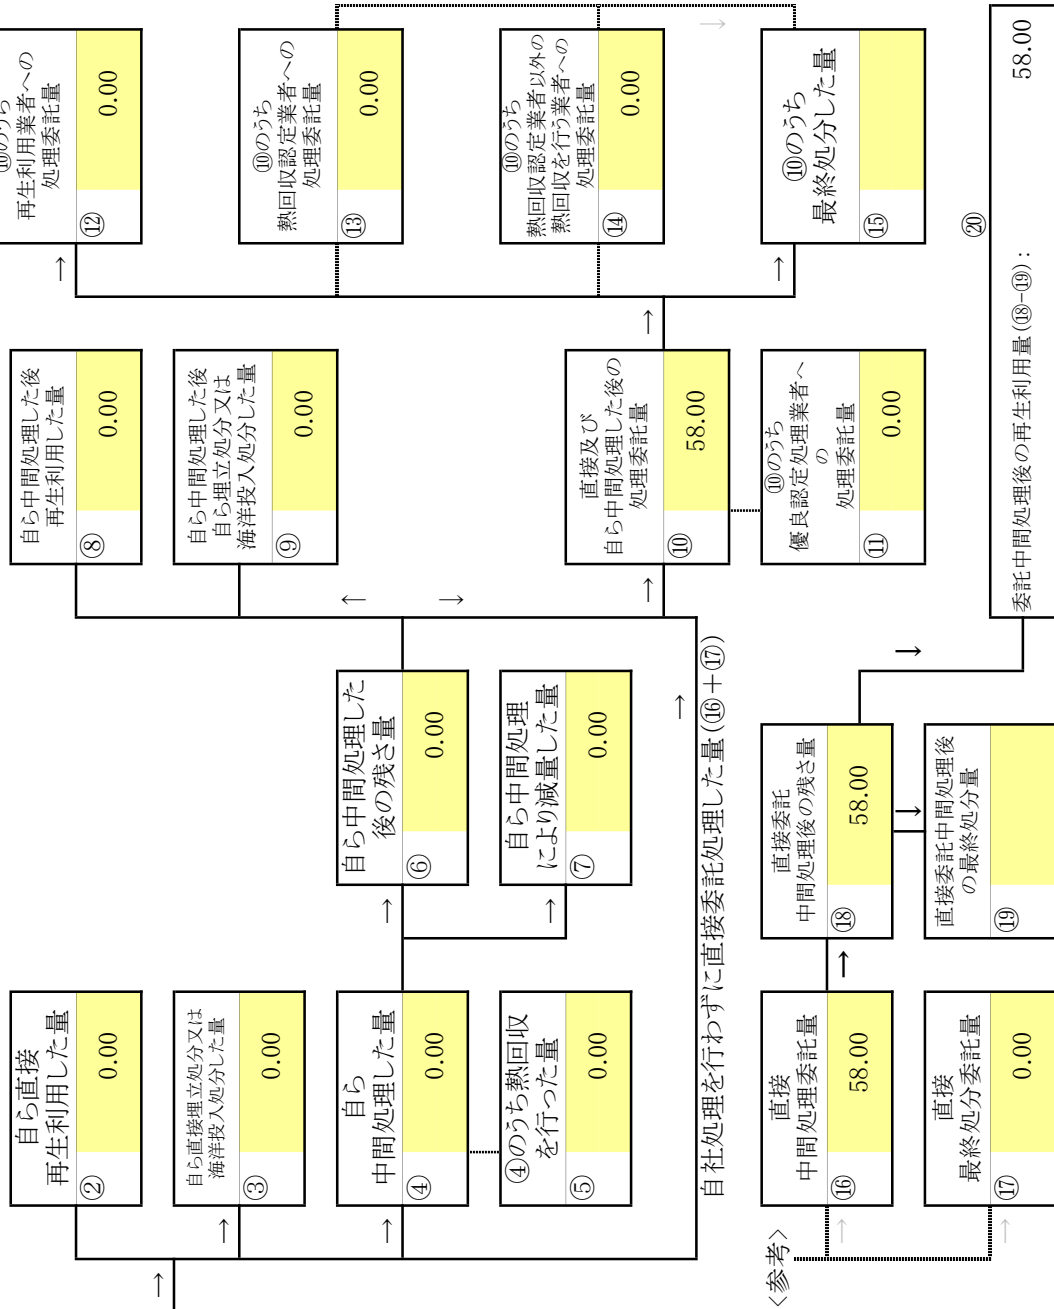 自ら直接
再生利用した量
②
0.00
自ら直接埋立処分又は
海洋投入処分した量
③
0.00
自ら
中間処理した量
④
0.00
④のうち熱回収
を行った量
⑤
0.00
自ら中間処理した
後の残さ量
⑥
0.00
自ら中間処理
により減量した量
⑦
0.00
自ら中間処理した後
再生利用した量
⑧
0.00
自ら中間処理した後
自ら埋立処分又は
海洋投入処分した量
⑨
0.00
直接及び
自ら中間処理した後の
処理委託量
⑩
58.00
⑩のうち
優良認定処理業者へ
の
処理委託量
⑪
0.00
⑩のうち
再生利用業者への
処理委託量
⑫
0.00
⑩のうち
熱回収認定業者への
処理委託量
⑬
0.00
⑩のうち
熱回収認定業者以外の
熱回収を行う業者への
処理委託量
⑭
0.00
⑩のうち
最終処分した量
⑮
自社処理を行わずに直接委託処理した量(⑯+⑰)
<参考>
直接
中間処理委託量
⑯
58.00
直接
最終処分委託量
⑰
0.00
直接委託
中間処理後の残さ量
⑱
58.00
直接委託中間処理後
の最終処分量
⑲
⑳
委託中間処理後の再生利用量(⑱-⑲):
58.00